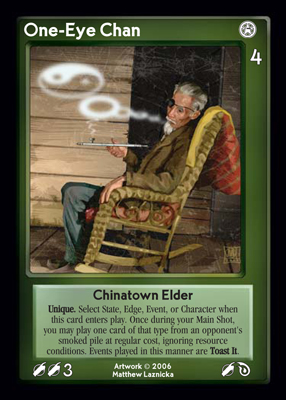 One-Eye Chan
4
Chinatown Elder
Unique. Select State, Edge, Event, or Character when
this card enters play. Once during your Main Shot,
you may play one card of that type from an opponent's
smoked pile at regular cost, ignoring resource
conditions. Events played in this manner are Toast It.
3
Artwork © 2006
Matthew Laznicka